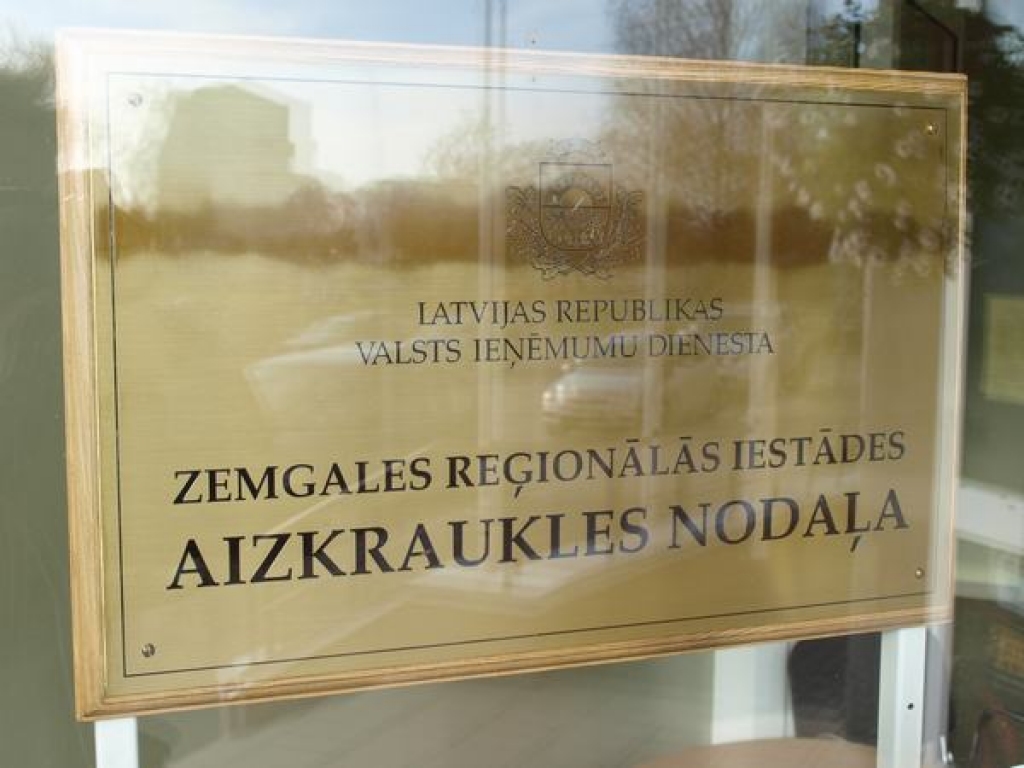 LATVIJAS REPUBLIKAS
VALSTS IEŅĒMUMU DIENESTA
ZEMGALES REĢIONĀLĀS IESTĀDES
AIZKRAUKLES NODAĻA